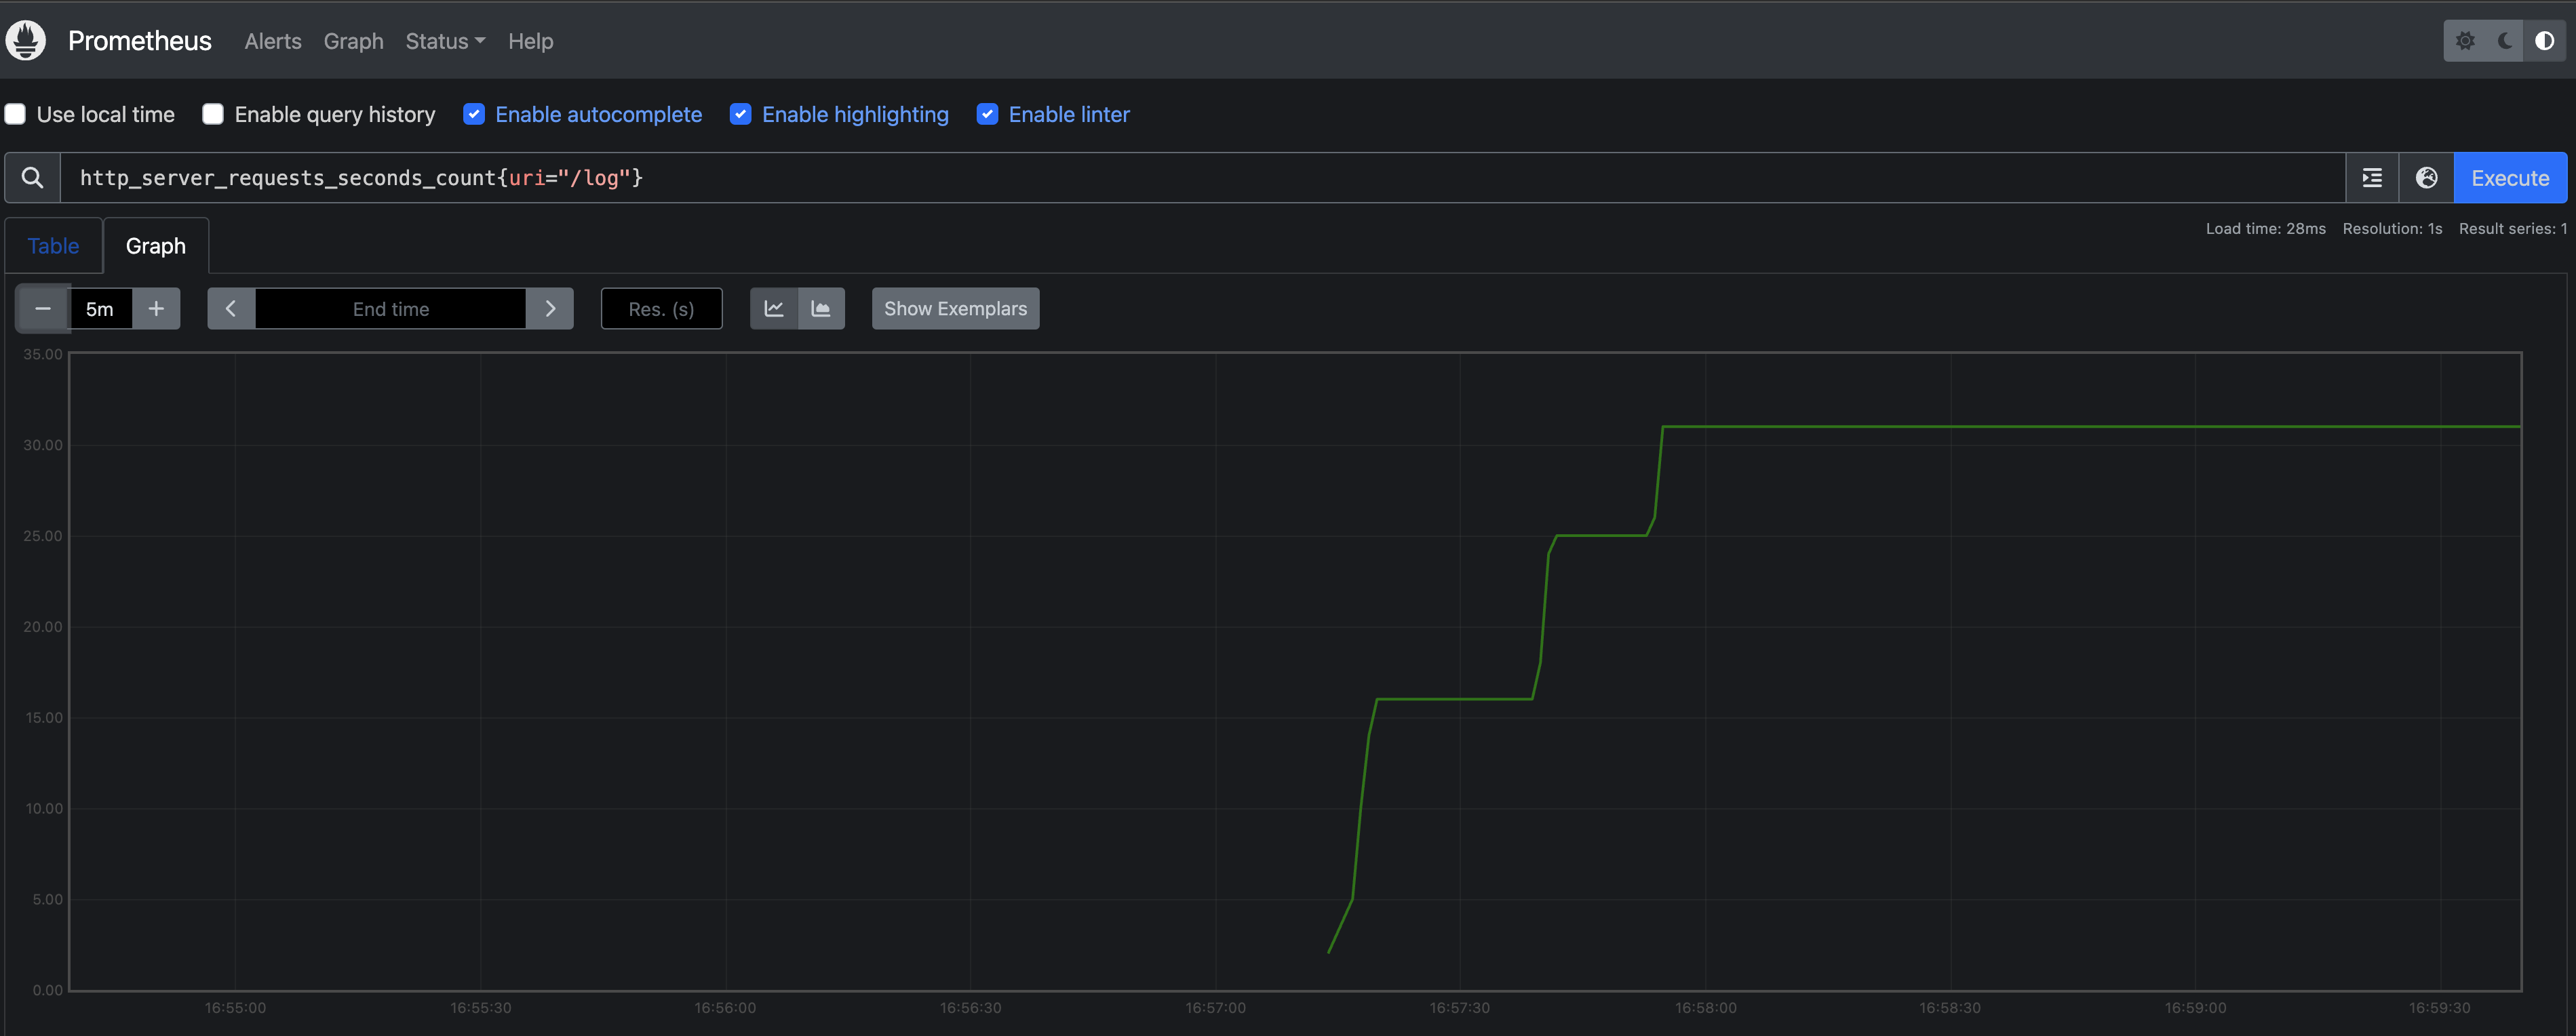 Prometheus Alerts Graph Status Help
Use local time Enable query history Enable autocomplete Enable highlighting Enable linter
http_server_requests_seconds_count{uri="/log"} Execute
Load time: 28ms Resolution: 1s Result series: 1
Table Graph
− 5m + End time Res. (s) Show Exemplars
35.00
30.00
25.00
20.00
15.00
10.00
5.00
0.00
16:55:00 16:55:30 16:56:00 16:56:30 16:57:00 16:57:30 16:58:00 16:58:30 16:59:00 16:59:30